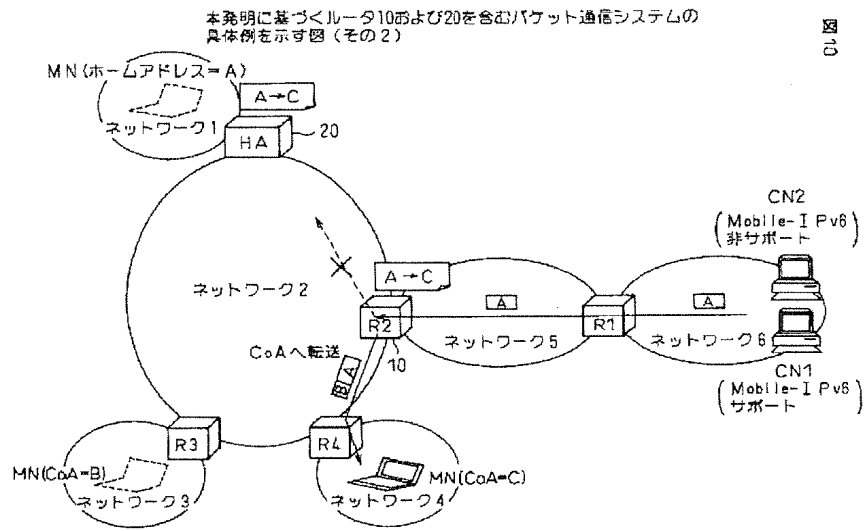 本発明に基づくルータ10および20を含むパケット通信システムの
具体例を示す図(その2)
図10
MN(ホームアドレス=A)
A→C
ネットワーク1
HA
20
CN2
(Mobile-IPv6
非サポート)
ネットワーク2
A→C
A
A
R2
ネットワーク5
R1
ネットワーク6
10
CoAへ転送
B A
CN1
(Mobile-IPv6
サポート)
R3
R4
MN(CoA=B)
ネットワーク3
MN(CoA=C)
ネットワーク4